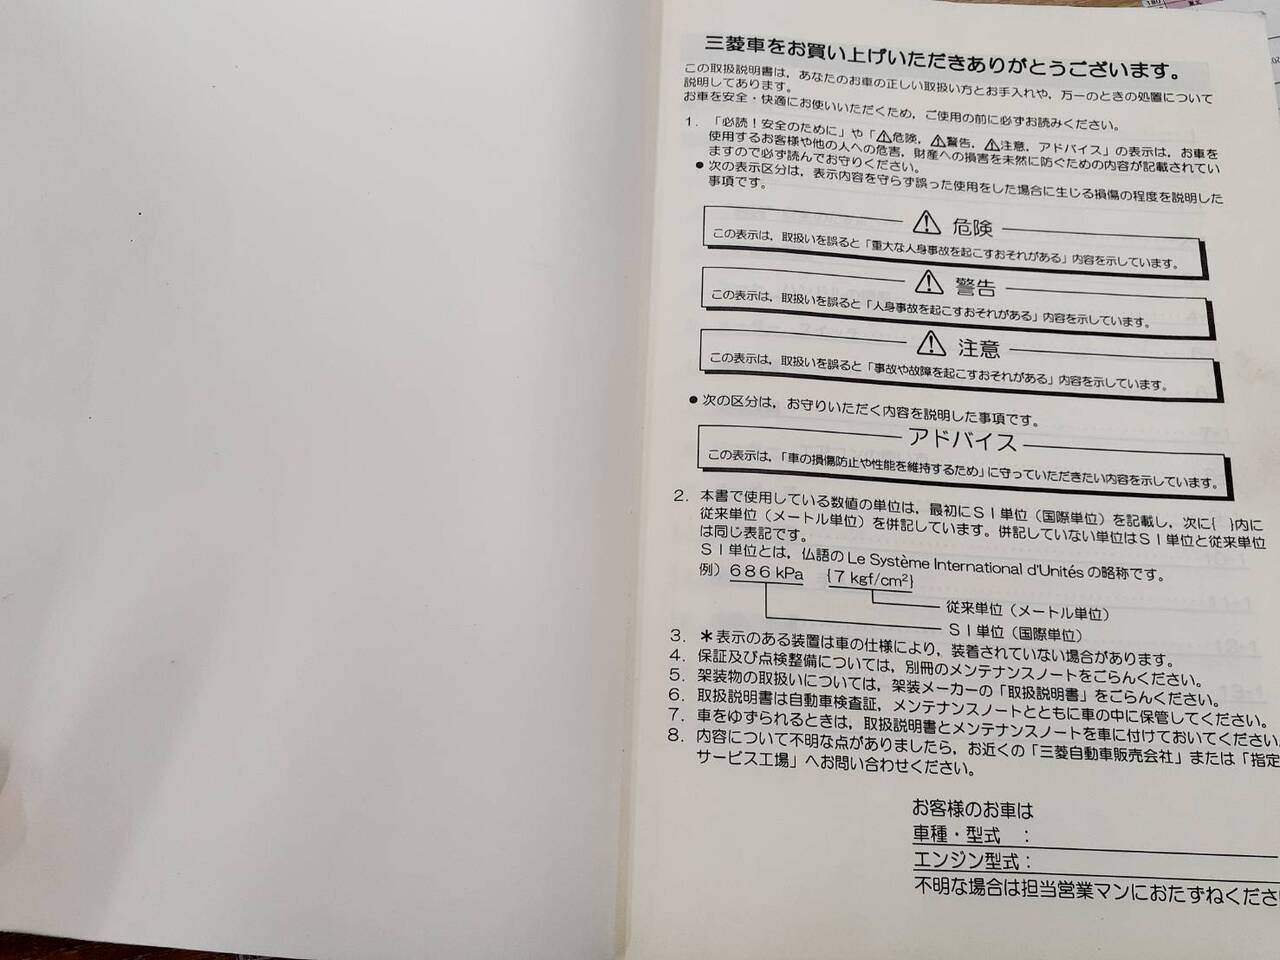 三菱車をお買い上げいただきありがとうございます。
この取扱説明書は，あなたのお車の正しい取扱い方とお手入れや，万一のときの処置について
説明してあります。
お車を安全・快適にお使いいただくため，ご使用の前に必ずお読みください。
1. 「必読！安全のために」や「⚠危険，⚠警告，⚠注意，アドバイス」の表示は，お車を
使用するお客様や他の人への危害，財産への損害を未然に防ぐための内容が記載されてい
ますので必ず読んでお守りください。
●次の表示区分は，表示内容を守らず誤った使用をした場合に生じる損傷の程度を説明した
事項です。
⚠ 危険
この表示は，取扱いを誤ると「重大な人身事故を起こすおそれがある」内容を示しています。
⚠ 警告
この表示は，取扱いを誤ると「人身事故を起こすおそれがある」内容を示しています。
⚠ 注意
この表示は，取扱いを誤ると「事故や故障を起こすおそれがある」内容を示しています。
●次の区分は，お守りいただく内容を説明した事項です。
アドバイス
この表示は，「車の損傷防止や性能を維持するため」に守っていただきたい内容を示しています。
2. 本書で使用している数値の単位は，最初にＳＩ単位（国際単位）を記載し，次に{ }内に
従来単位（メートル単位）を併記しています。併記していない単位はＳＩ単位と従来単位
は同じ表記です。
ＳＩ単位とは，仏語の Le Système International d'Unités の略称です。
例）６８６ kPa {7 kgf/cm²}
従来単位（メートル単位）
ＳＩ単位（国際単位）
3. ＊表示のある装置は車の仕様により，装着されていない場合があります。
4. 保証及び点検整備については，別冊のメンテナンスノートをごらんください。
5. 架装物の取扱いについては，架装メーカーの「取扱説明書」をごらんください。
6. 取扱説明書は自動車検査証，メンテナンスノートとともに車の中に保管してください。
7. 車をゆずられるときは，取扱説明書とメンテナンスノートを車に付けておいてください
8. 内容について不明な点がありましたら，お近くの「三菱自動車販売会社」または「指定
サービス工場」へお問い合わせください。
お客様のお車は
車種・型式 ：
エンジン型式：
不明な場合は担当営業マンにおたずねくださ